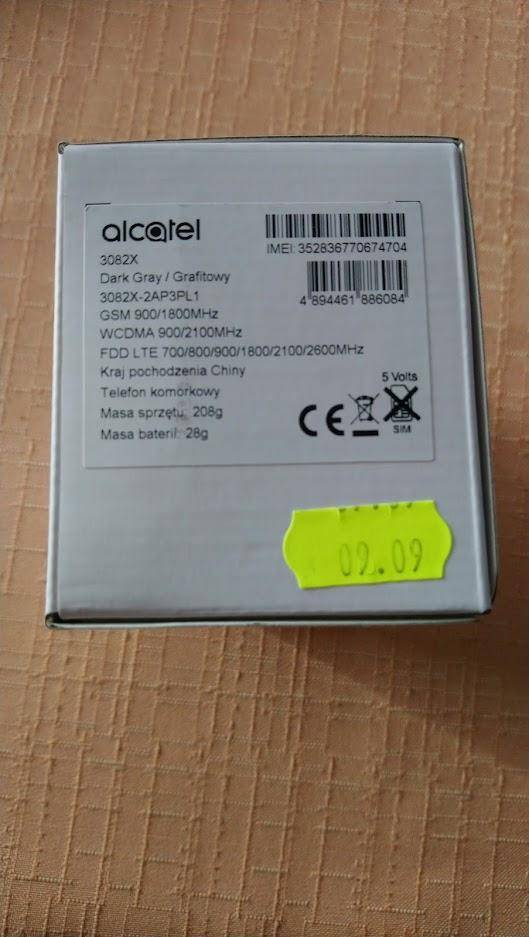 alcatel
3082X
Dark Gray / Grafitowy
3082X-2AP3PL1
GSM 900/1800MHz
WCDMA 900/2100MHz
FDD LTE 700/800/900/1800/2100/2600MHz
Kraj pochodzenia Chiny
Telefon komórkowy
Masa sprzętu: 208g
Masa baterii: 28g
IMEI: 352836770674704
4 894461 886084
5 Volts
CE
SIM
09.09